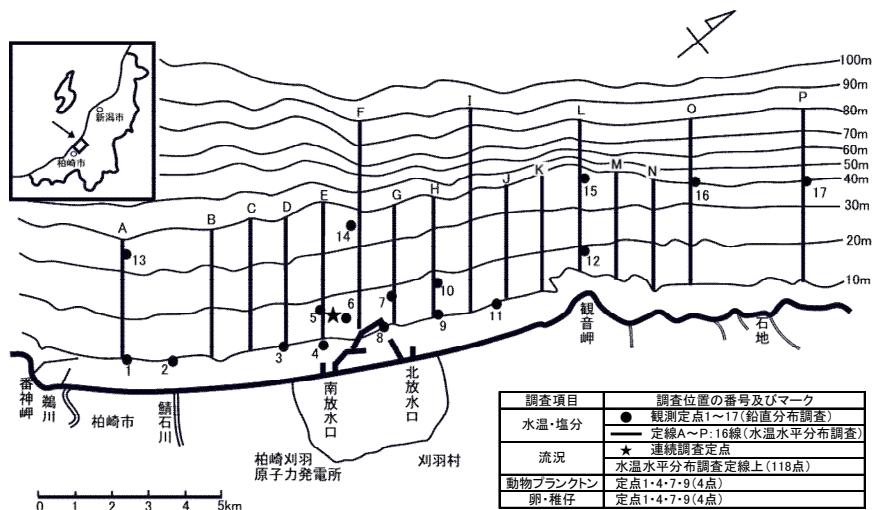 新潟市
柏崎市
100m
90m
80m
70m
60m
50m
40m
30m
20m
10m
A
B
C
D
E
F
G
H
I
J
K
L
M
N
O
P
13
14
15
16
17
12
1
2
3
4
5
6
7
8
9
10
11
番神岬
鵜川
柏崎市
鯖石川
南放水口
北放水口
観音岬
石地
柏崎刈羽
原子力発電所
刈羽村
0 1 2 3 4 5km
調査項目 調査位置の番号及びマーク
水温・塩分 ● 観測定点1~17(鉛直分布調査)
定線A~P:16線(水温水平分布調査)
流況 ★ 連続調査定点
水温水平分布調査定線上(118点)
動物プランクトン 定点1・4・7・9(4点)
卵・稚仔 定点1・4・7・9(4点)